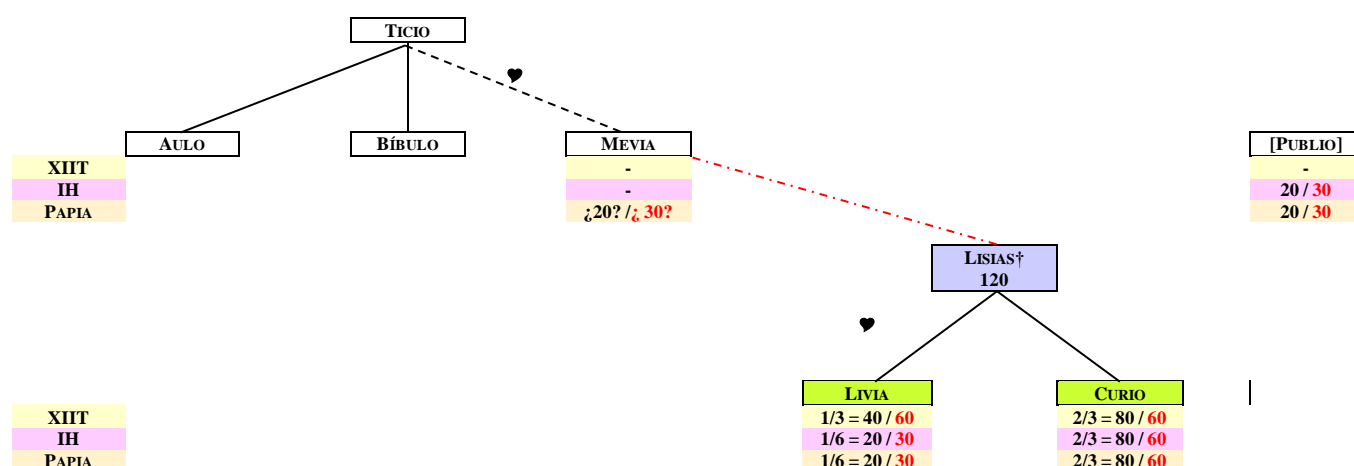 TICIO
AULO BÍBULO MEVIA [PUBLIO]
XIIT - -
IH - 20 / 30
PAPIA ¿20? /¿ 30? 20 / 30
LISIAS†
120
LIVIA CURIO
XIIT 1/3 = 40 / 60 2/3 = 80 / 60
IH 1/6 = 20 / 30 2/3 = 80 / 60
PAPIA 1/6 = 20 / 30 2/3 = 80 / 60